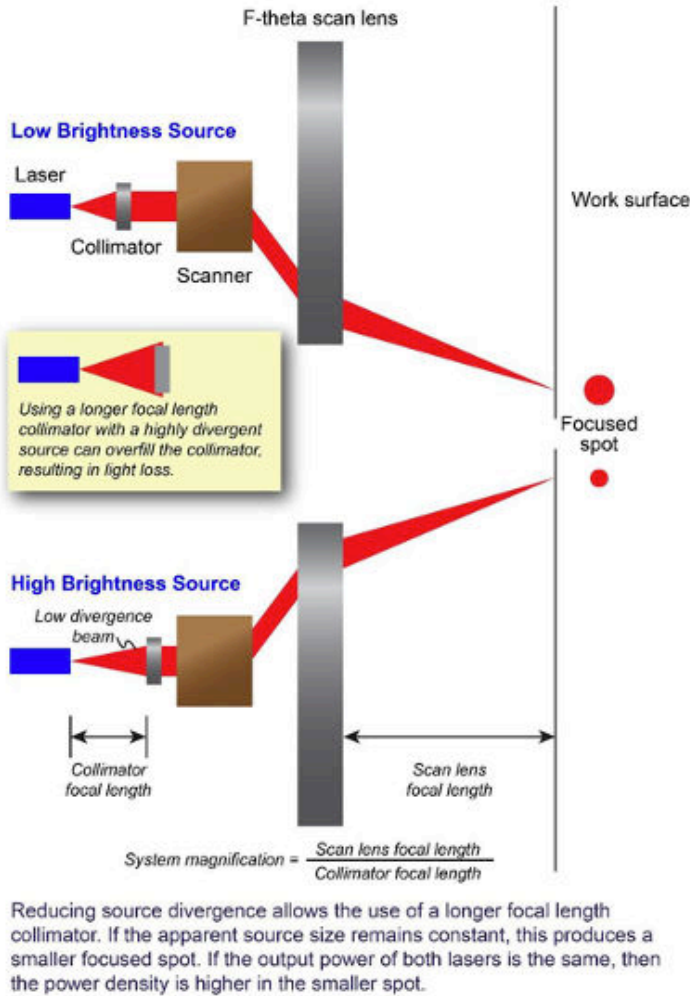 F-theta scan lens
Low Brightness Source
Laser
Collimator
Scanner
Work surface
Using a longer focal length
collimator with a highly divergent
source can overfill the collimator,
resulting in light loss.
Focused
spot
High Brightness Source
Low divergence
beam
Collimator
focal length
Scan lens
focal length
System magnification = Scan lens focal length
Collimator focal length
Reducing source divergence allows the use of a longer focal length
collimator. If the apparent source size remains constant, this produces a
smaller focused spot. If the output power of both lasers is the same, then
the power density is higher in the smaller spot.